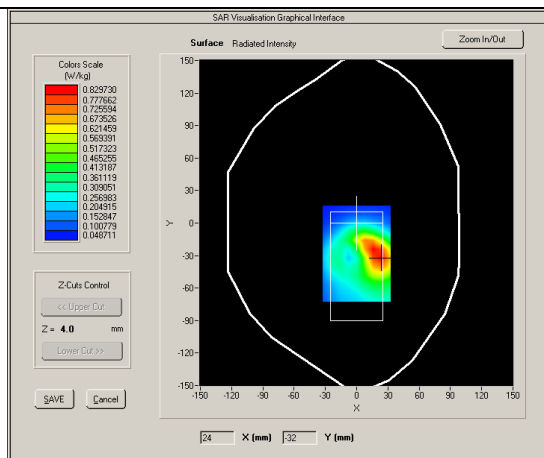 SAR Visualisation Graphical Interface
Surface Radiated Intensity
Zoom In/Out
Colors Scale
(W/kg)
0.829730
0.777662
0.725594
0.673526
0.621459
0.569391
0.517323
0.465255
0.413187
0.361119
0.309051
0.256983
0.204915
0.152847
0.100779
0.048711
Z-Cuts Control
<< Upper Cut
Z = 4.0 mm
Lower Cut >>
SAVE Cancel
150
120
90
60
30
0
-30
-60
-90
-120
-150
Y
-150 -120 -90 -60 -30 0 30 60 90 120 150
X
24 X (mm) -32 Y (mm)